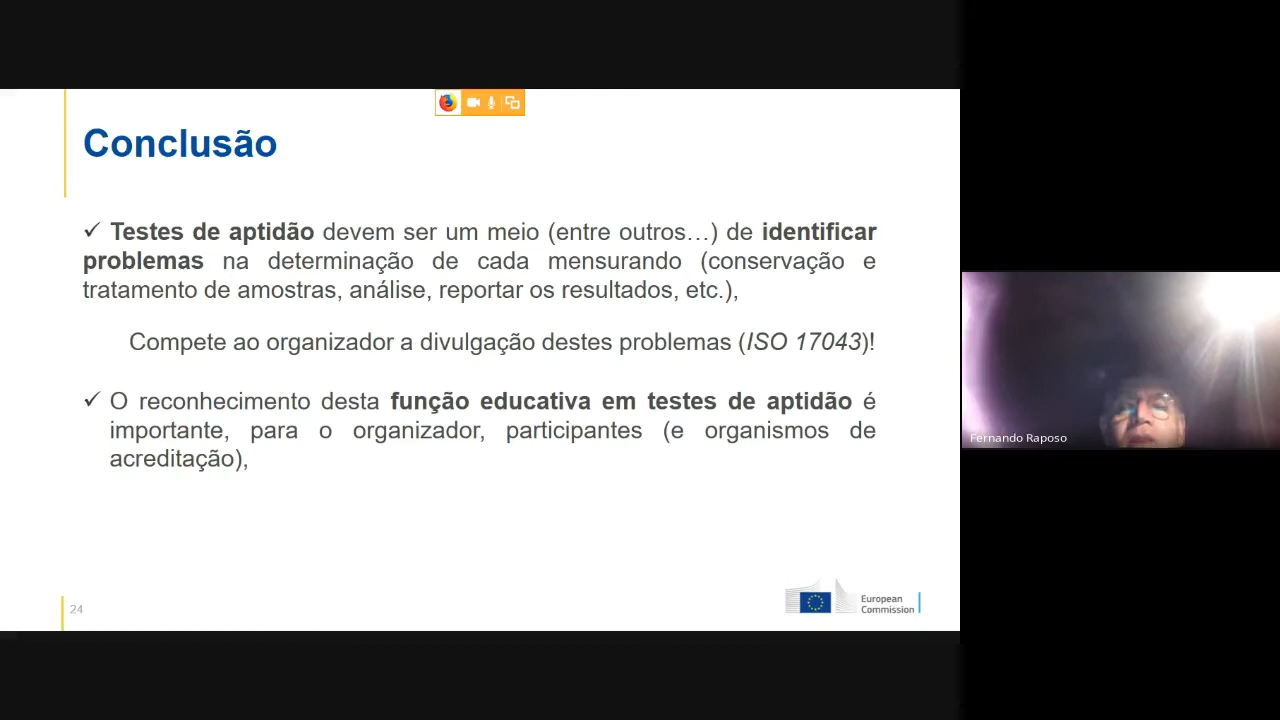 Conclusão
✓ Testes de aptidão devem ser um meio (entre outros…) de identificar
problemas na determinação de cada mensurando (conservação e
tratamento de amostras, análise, reportar os resultados, etc.),
Compete ao organizador a divulgação destes problemas (ISO 17043)!
✓ O reconhecimento desta função educativa em testes de aptidão é
importante, para o organizador, participantes (e organismos de
acreditação),
Fernando Raposo
24
European
Commission